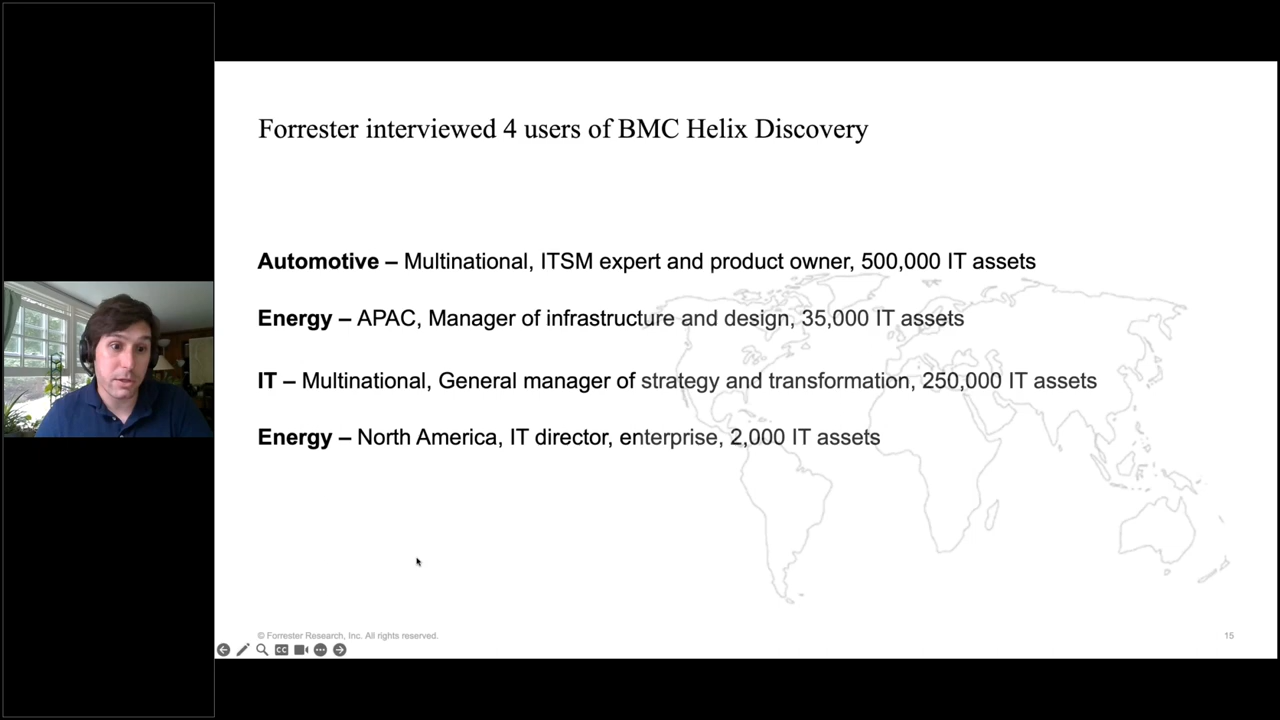 Forrester interviewed 4 users of BMC Helix Discovery
Automotive – Multinational, ITSM expert and product owner, 500,000 IT assets
Energy – APAC, Manager of infrastructure and design, 35,000 IT assets
IT – Multinational, General manager of strategy and transformation, 250,000 IT assets
Energy – North America, IT director, enterprise, 2,000 IT assets
© Forrester Research, Inc. All rights reserved.
15
CC